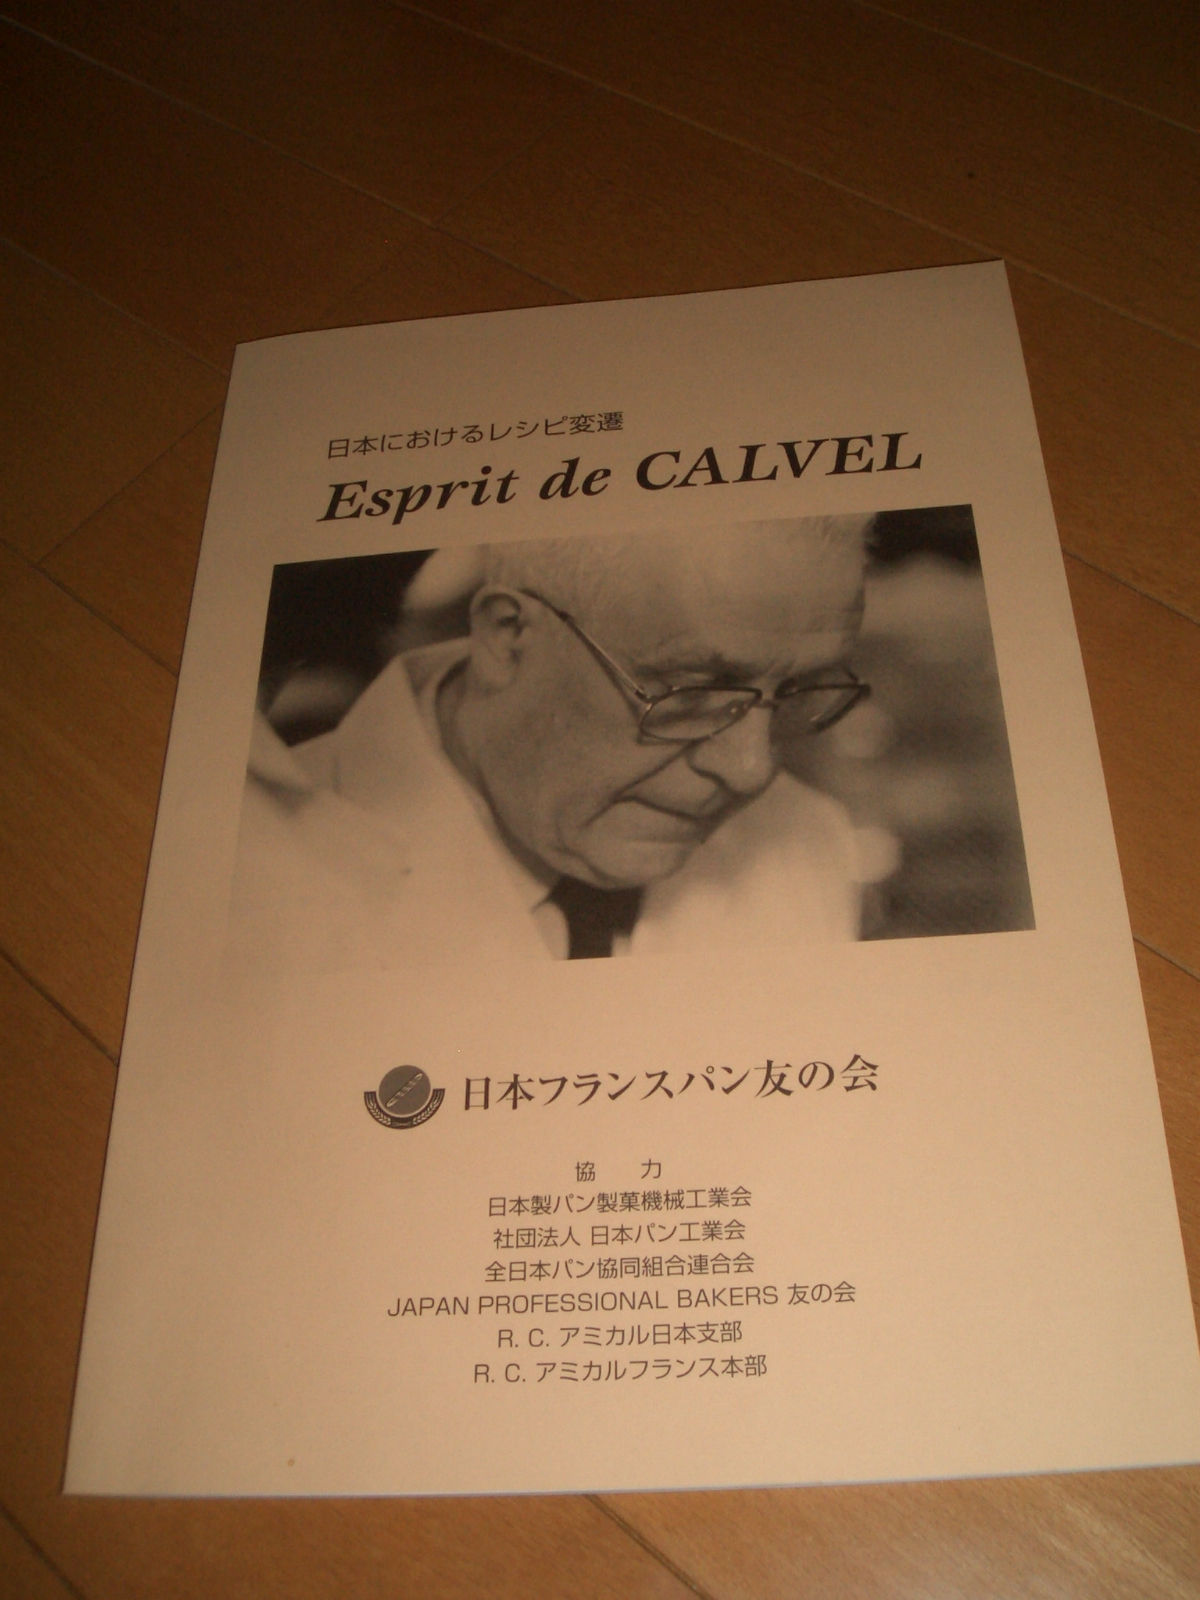 日本におけるレシピ変遷
Esprit de CALVEL
日本フランスパン友の会
協 力
日本製パン製菓機械工業会
社団法人 日本パン工業会
全日本パン協同組合連合会
JAPAN PROFESSIONAL BAKERS 友の会
R. C. アミカル日本支部
R. C. アミカルフランス本部